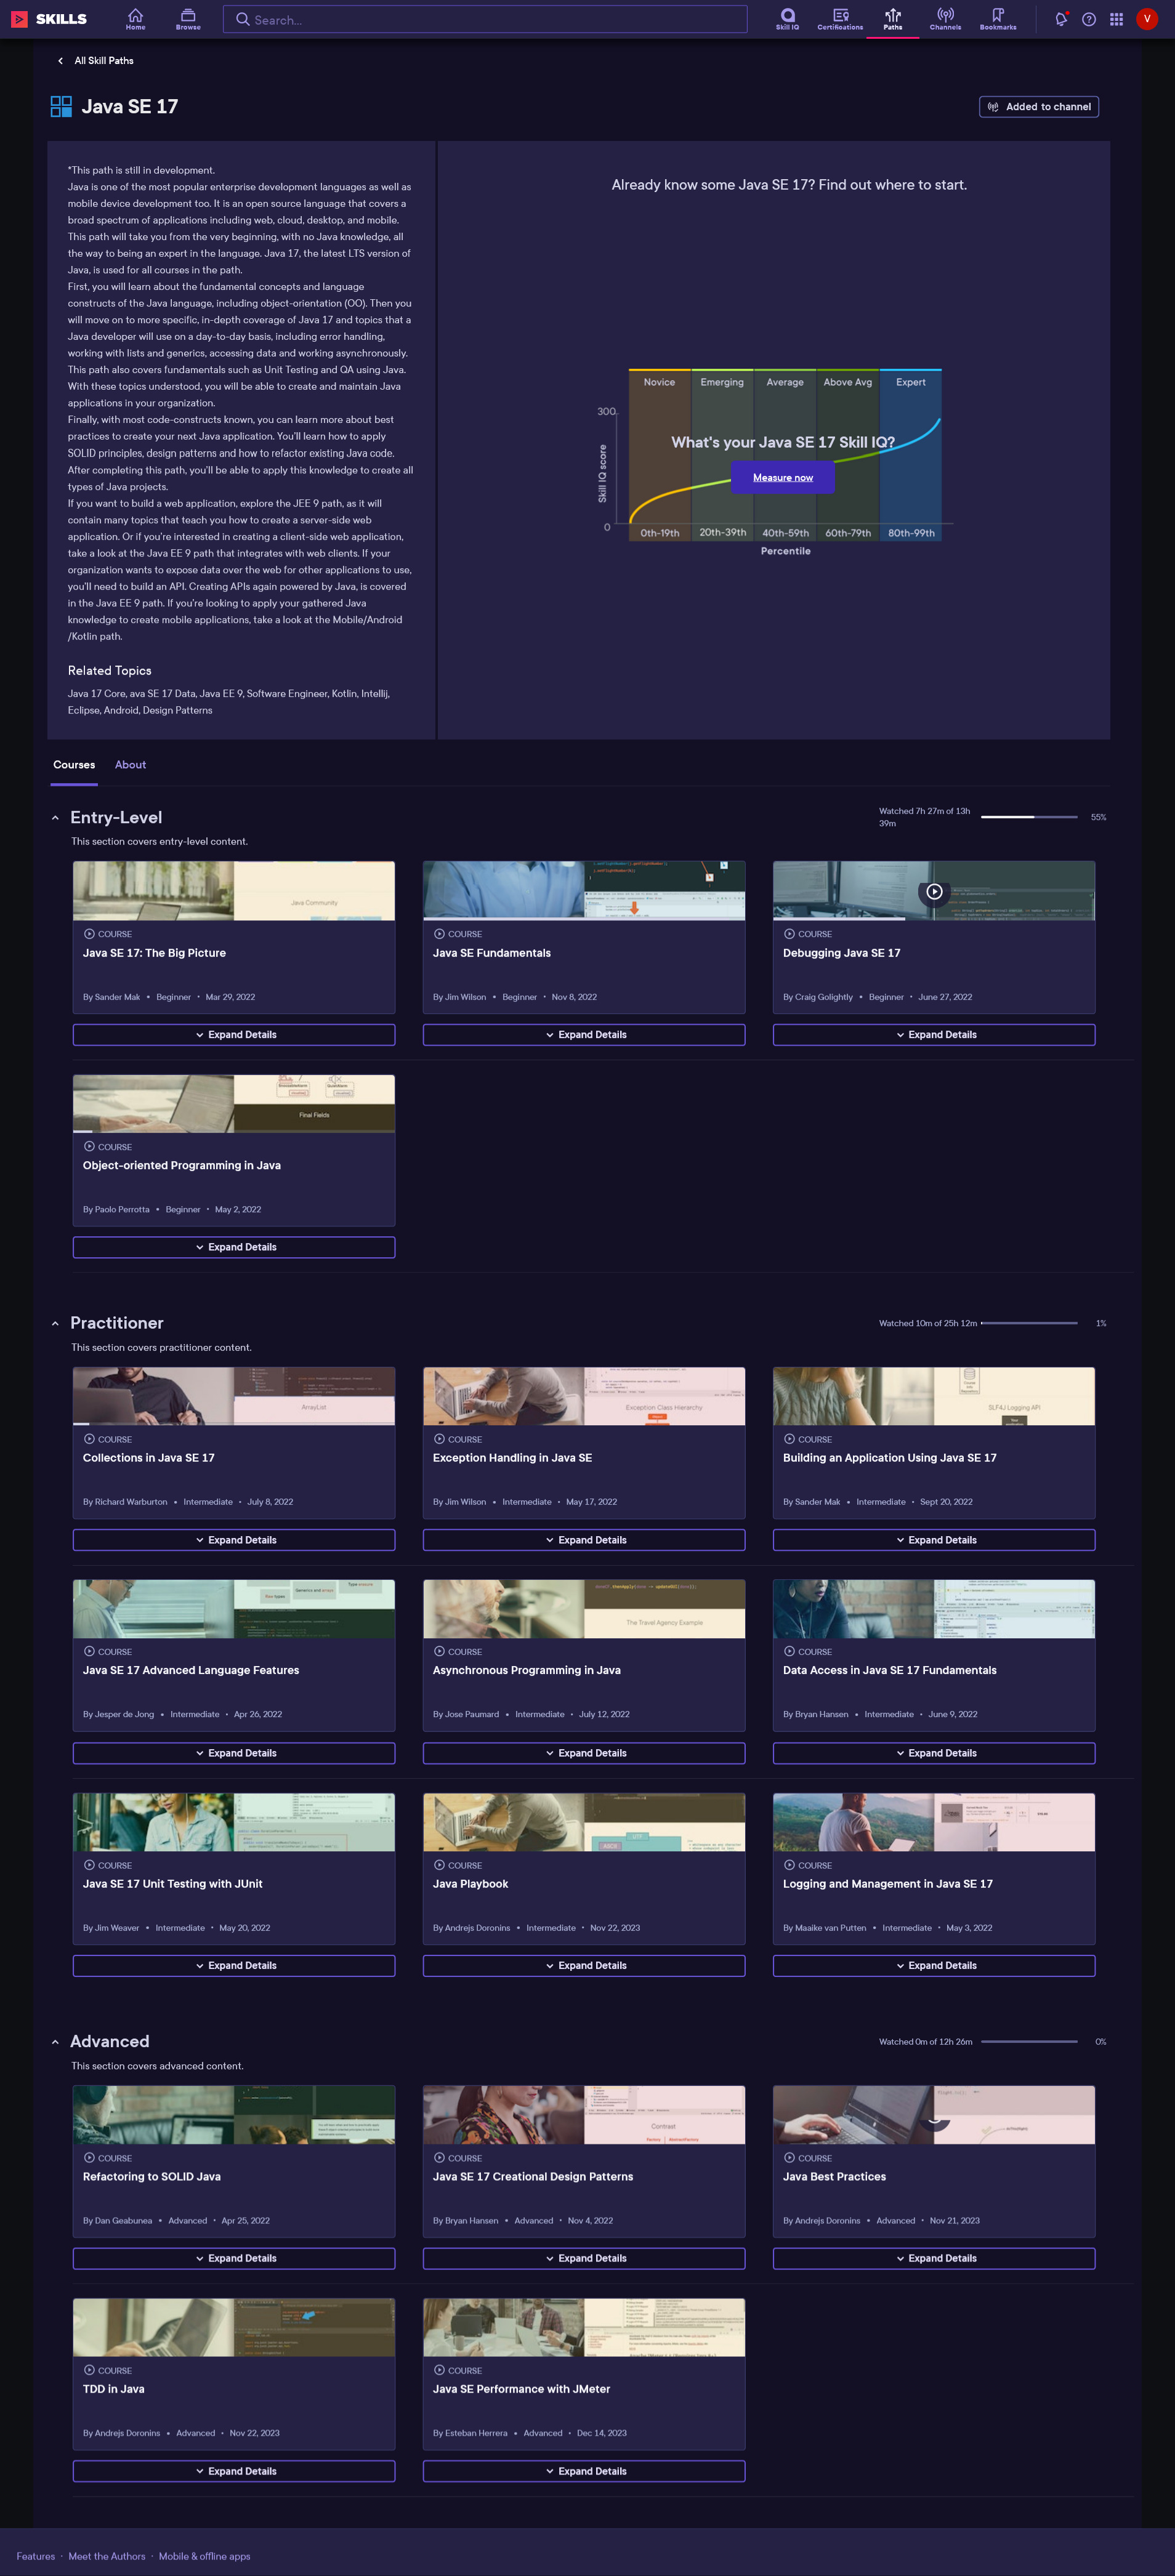 SKILLS
Home
Browse
Search...
Skill IQ
Certifications
Paths
Channels
Bookmarks
V
All Skill Paths
Java SE 17
Added to channel
*This path is still in development.
Java is one of the most popular enterprise development languages as well as
mobile device development too. It is an open source language that covers a
broad spectrum of applications including web, cloud, desktop, and mobile.
This path will take you from the very beginning, with no Java knowledge, all
the way to being an expert in the language. Java 17, the latest LTS version of
Java, is used for all courses in the path.
First, you will learn about the fundamental concepts and language
constructs of the Java language, including object-orientation (OO). Then you
will move on to more specific, in-depth coverage of Java 17 and topics that a
Java developer will use on a day-to-day basis, including error handling,
working with lists and generics, accessing data and working asynchronously.
This path also covers fundamentals such as Unit Testing and QA using Java.
With these topics understood, you will be able to create and maintain Java
applications in your organization.
Finally, with most code-constructs known, you can learn more about best
practices to create your next Java application. You'll learn how to apply
SOLID principles, design patterns and how to refactor existing Java code.
After completing this path, you'll be able to apply this knowledge to create all
types of Java projects.
If you want to build a web application, explore the JEE 9 path, as it will
contain many topics that teach you how to create a server-side web
application. Or if you're interested in creating a client-side web application,
take a look at the Java EE 9 path that integrates with web clients. If your
organization wants to expose data over the web for other applications to use,
you'll need to build an API. Creating APIs again powered by Java, is covered
in the Java EE 9 path. If you're looking to apply your gathered Java
knowledge to create mobile applications, take a look at the Mobile/Android
/Kotlin path.
Related Topics
Java 17 Core, ava SE 17 Data, Java EE 9, Software Engineer, Kotlin, Intellij,
Eclipse, Android, Design Patterns
Already know some Java SE 17? Find out where to start.
Novice Emerging Average Above Avg Expert
300
Skill IQ score
What's your Java SE 17 Skill IQ?
Measure now
0
0th-19th 20th-39th 40th-59th 60th-79th 80th-99th
Percentile
Courses About
Entry-Level
Watched 7h 27m of 13h
39m
55%
This section covers entry-level content.
Java Community
COURSE
Java SE 17: The Big Picture
By Sander Mak • Beginner • Mar 29, 2022
Expand Details
COURSE
Java SE Fundamentals
By Jim Wilson • Beginner • Nov 8, 2022
Expand Details
COURSE
Debugging Java SE 17
By Craig Golightly • Beginner • June 27, 2022
Expand Details
Final Fields
COURSE
Object-oriented Programming in Java
By Paolo Perrotta • Beginner • May 2, 2022
Expand Details
Practitioner
Watched 10m of 25h 12m
1%
This section covers practitioner content.
ArrayList
COURSE
Collections in Java SE 17
By Richard Warburton • Intermediate • July 8, 2022
Expand Details
Exception Class Hierarchy
COURSE
Exception Handling in Java SE
By Jim Wilson • Intermediate • May 17, 2022
Expand Details
SLF4J Logging API
COURSE
Building an Application Using Java SE 17
By Sander Mak • Intermediate • Sept 20, 2022
Expand Details
COURSE
Java SE 17 Advanced Language Features
By Jesper de Jong • Intermediate • Apr 26, 2022
Expand Details
The Travel Agency Example
COURSE
Asynchronous Programming in Java
By Jose Paumard • Intermediate • July 12, 2022
Expand Details
COURSE
Data Access in Java SE 17 Fundamentals
By Bryan Hansen • Intermediate • June 9, 2022
Expand Details
COURSE
Java SE 17 Unit Testing with JUnit
By Jim Weaver • Intermediate • May 20, 2022
Expand Details
COURSE
Java Playbook
By Andrejs Doronins • Intermediate • Nov 22, 2023
Expand Details
COURSE
Logging and Management in Java SE 17
By Maaike van Putten • Intermediate • May 3, 2022
Expand Details
Advanced
Watched 0m of 12h 26m
0%
This section covers advanced content.
COURSE
Refactoring to SOLID Java
By Dan Geabunea • Advanced • Apr 25, 2022
Expand Details
Contrast
COURSE
Java SE 17 Creational Design Patterns
By Bryan Hansen • Advanced • Nov 4, 2022
Expand Details
COURSE
Java Best Practices
By Andrejs Doronins • Advanced • Nov 21, 2023
Expand Details
COURSE
TDD in Java
By Andrejs Doronins • Advanced • Nov 22, 2023
Expand Details
COURSE
Java SE Performance with JMeter
By Esteban Herrera • Advanced • Dec 14, 2023
Expand Details
Features · Meet the Authors · Mobile & offline apps